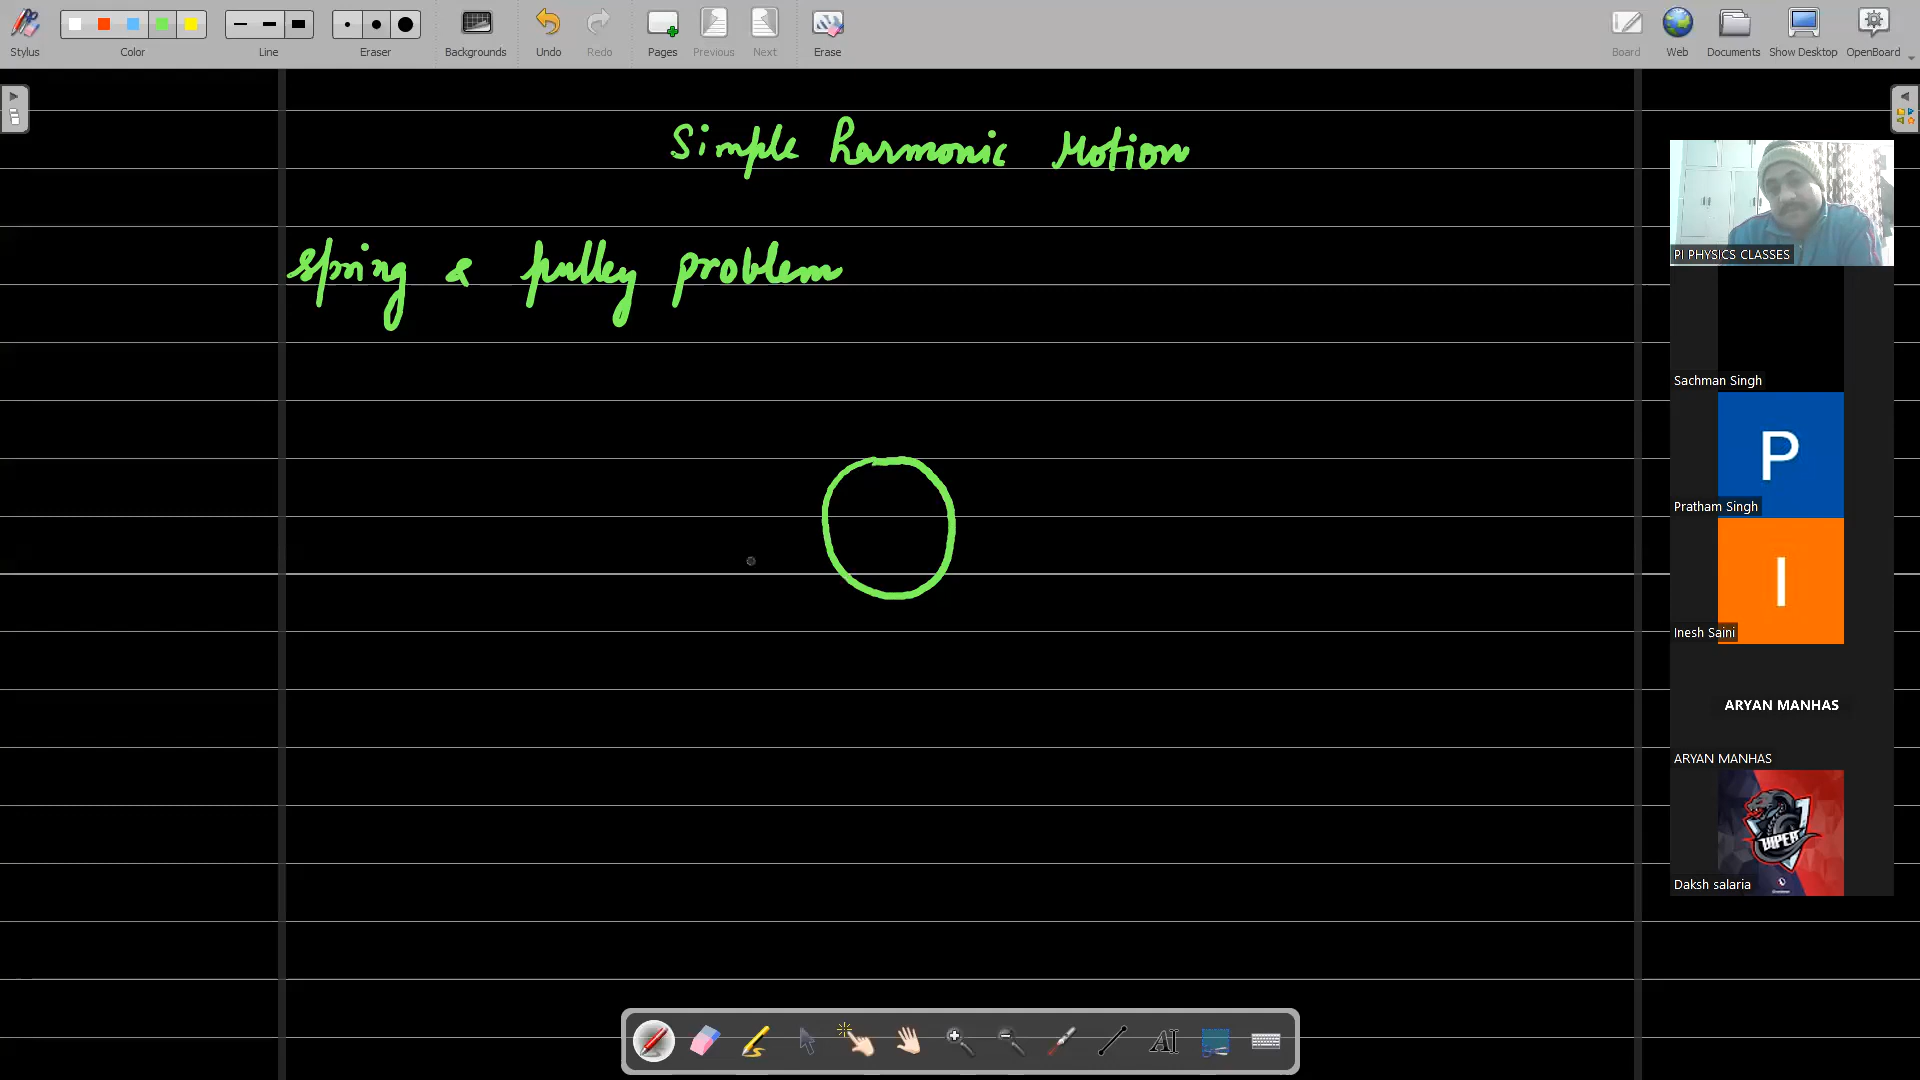 Stylus
Color
Line
Eraser
Backgrounds
Undo
Redo
Pages
Previous
Next
Erase
Board
Web
Documents
Show Desktop
OpenBoard
Simple harmonic Motion
spring & pulley problem
PI PHYSICS CLASSES
Sachman Singh
P
Pratham Singh
I
Inesh Saini
ARYAN MANHAS
ARYAN MANHAS
VIPER
Daksh salaria
AI